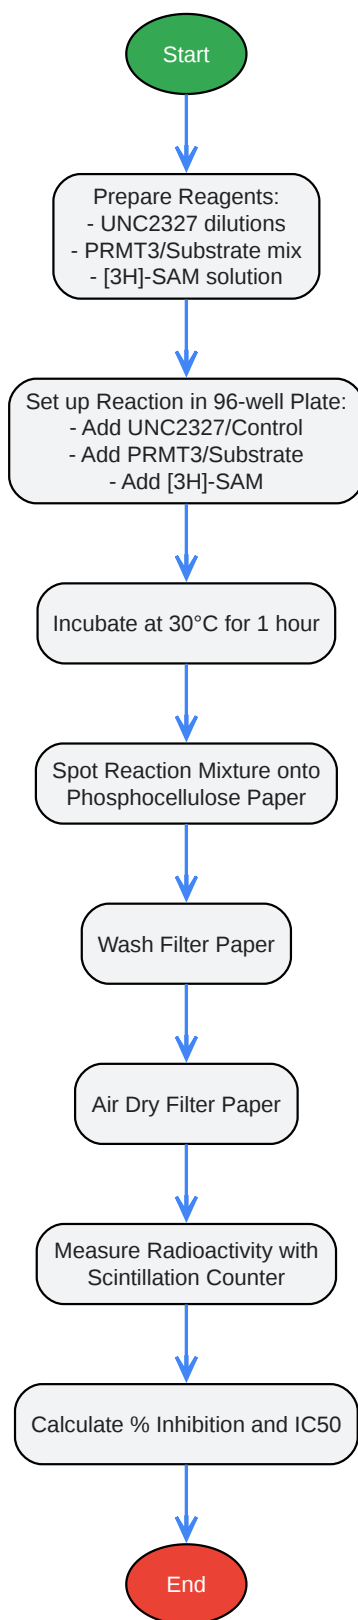 Start
Prepare Reagents:
- UNC2327 dilutions
- PRMT3/Substrate mix
- [3H]-SAM solution
Set up Reaction in 96-well Plate:
- Add UNC2327/Control
- Add PRMT3/Substrate
- Add [3H]-SAM
Incubate at 30°C for 1 hour
Spot Reaction Mixture onto
Phosphocellulose Paper
Wash Filter Paper
Air Dry Filter Paper
Measure Radioactivity with
Scintillation Counter
Calculate % Inhibition and IC50
End